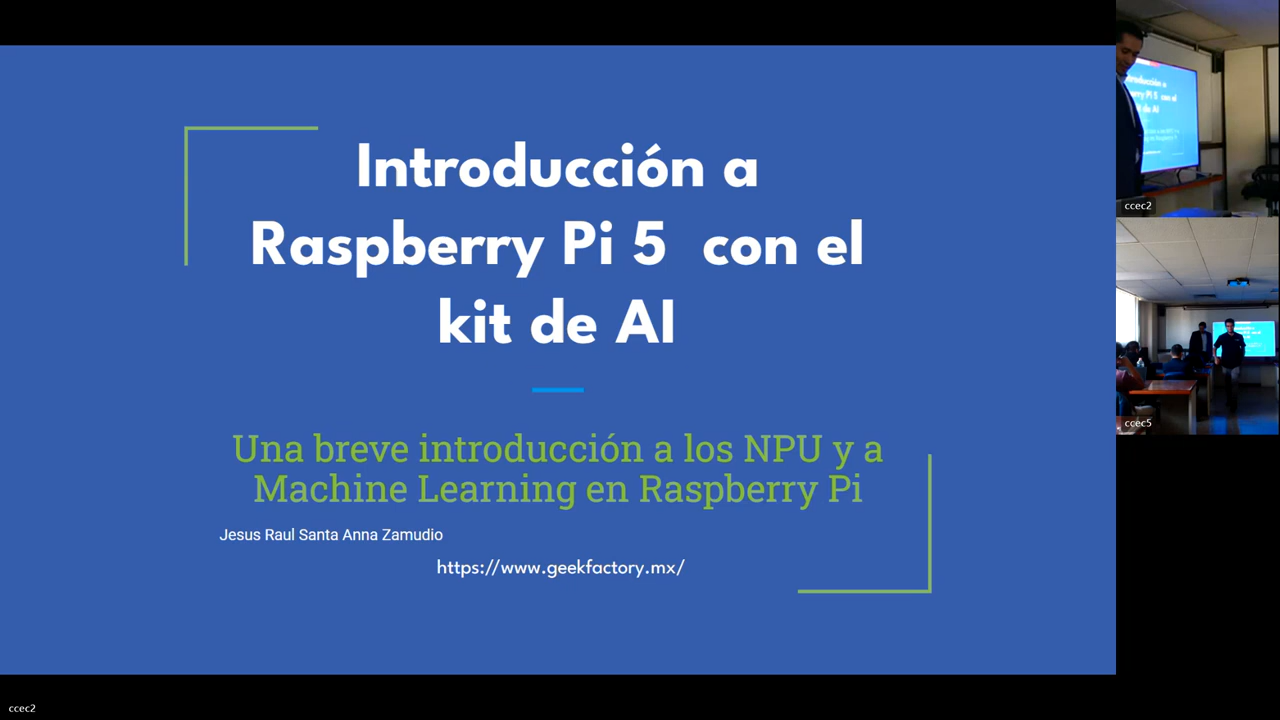 Introducción a
Raspberry Pi 5 con el
kit de AI
Una breve introducción a los NPU y a
Machine Learning en Raspberry Pi
Jesus Raul Santa Anna Zamudio
https://www.geekfactory.mx/
ccec2
ccec5
ccec2